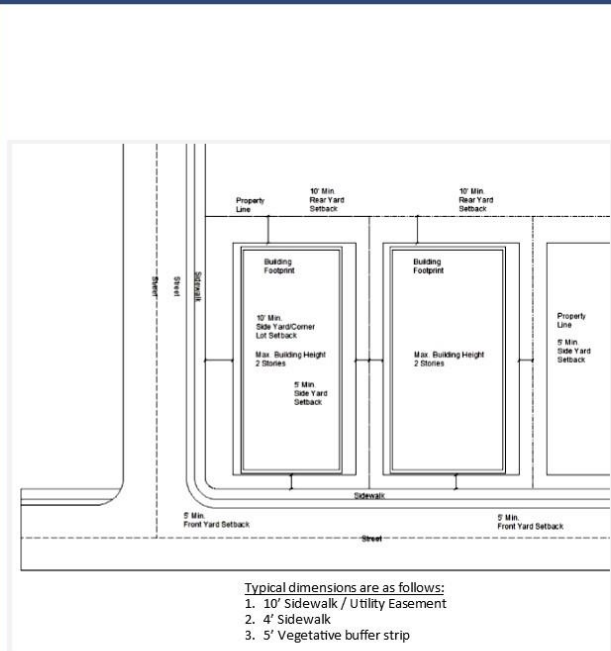 10' Min.
Rear Yard
Setback
10' Min.
Rear Yard
Setback
Property
Line
Building
Footprint
Building
Footprint
Street
Street
Sidewalk
10' Min.
Side Yard/Corner
Lot Setback
Max. Building Height
2 Stories
5' Min.
Side Yard
Setback
Max. Building Height
2 Stories
Property
Line
5' Min.
Side Yard
Setback
Sidewalk
5' Min.
Front Yard Setback
5' Min.
Front Yard Setback
Street
Typical dimensions are as follows:
1. 10' Sidewalk / Utility Easement
2. 4' Sidewalk
3. 5' Vegetative buffer strip